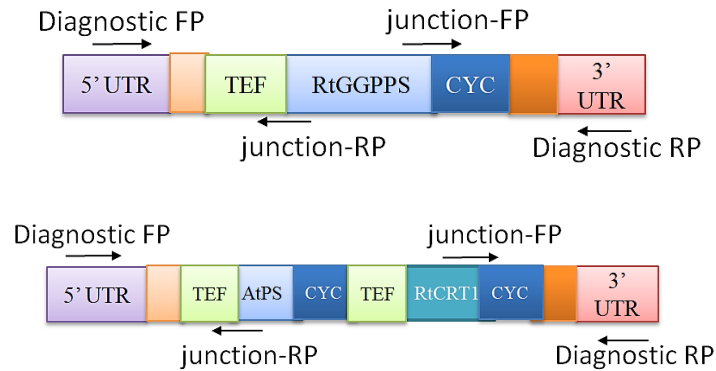 Diagnostic FP
junction-FP
5' UTR
TEF
RtGGPPS
CYC
3'
UTR
junction-RP
Diagnostic RP
Diagnostic FP
junction-FP
5' UTR
TEF
AtPS
CYC
TEF
RtCRT1
CYC
3'
UTR
junction-RP
Diagnostic RP